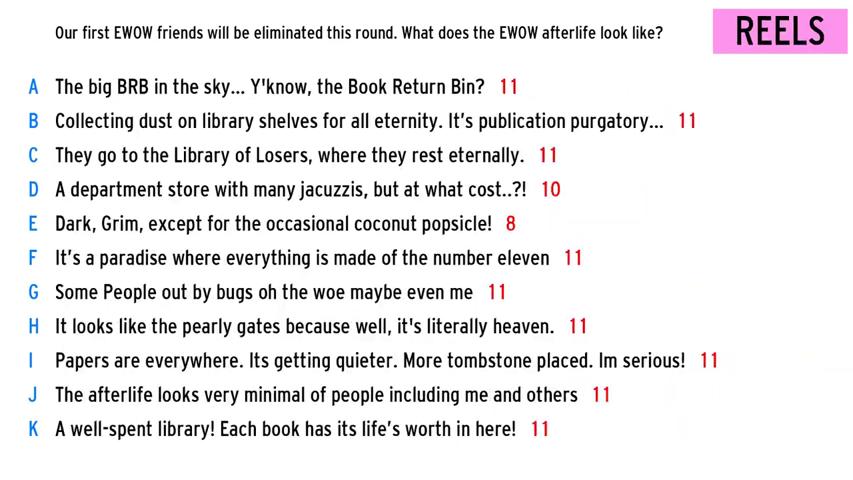 Our first EWOW friends will be eliminated this round. What does the EWOW afterlife look like?
REELS
A The big BRB in the sky... Y'know, the Book Return Bin? 11
B Collecting dust on library shelves for all eternity. It’s publication purgatory... 11
C They go to the Library of Losers, where they rest eternally. 11
D A department store with many jacuzzis, but at what cost..?! 10
E Dark, Grim, except for the occasional coconut popsicle! 8
F It’s a paradise where everything is made of the number eleven 11
G Some People out by bugs oh the woe maybe even me 11
H It looks like the pearly gates because well, it's literally heaven. 11
I Papers are everywhere. Its getting quieter. More tombstone placed. Im serious! 11
J The afterlife looks very minimal of people including me and others 11
K A well-spent library! Each book has its life’s worth in here! 11